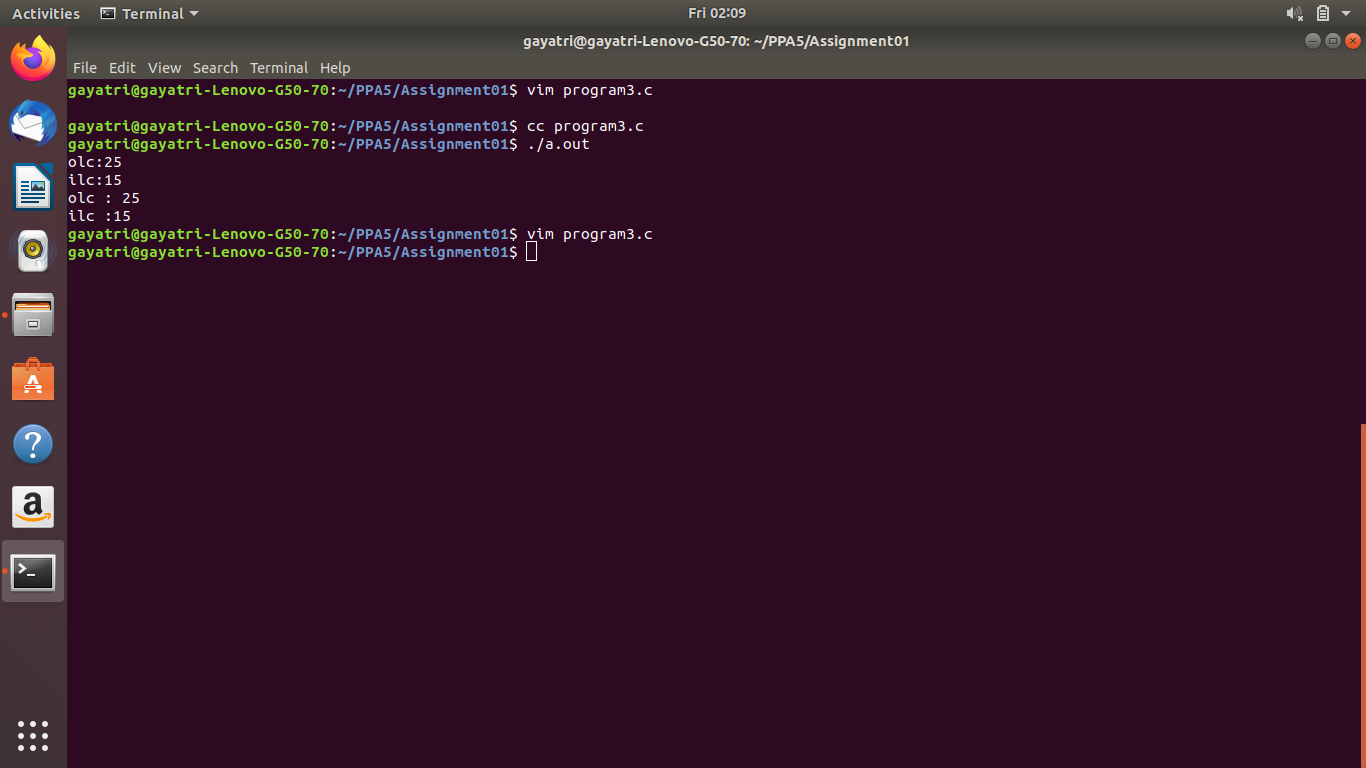 Activities Terminal Fri 02:09
gayatri@gayatri-Lenovo-G50-70: ~/PPA5/Assignment01
File Edit View Search Terminal Help
gayatri@gayatri-Lenovo-G50-70:~/PPA5/Assignment01$ vim program3.c
gayatri@gayatri-Lenovo-G50-70:~/PPA5/Assignment01$ cc program3.c
gayatri@gayatri-Lenovo-G50-70:~/PPA5/Assignment01$ ./a.out
olc:25
ilc:15
olc : 25
ilc :15
gayatri@gayatri-Lenovo-G50-70:~/PPA5/Assignment01$ vim program3.c
gayatri@gayatri-Lenovo-G50-70:~/PPA5/Assignment01$